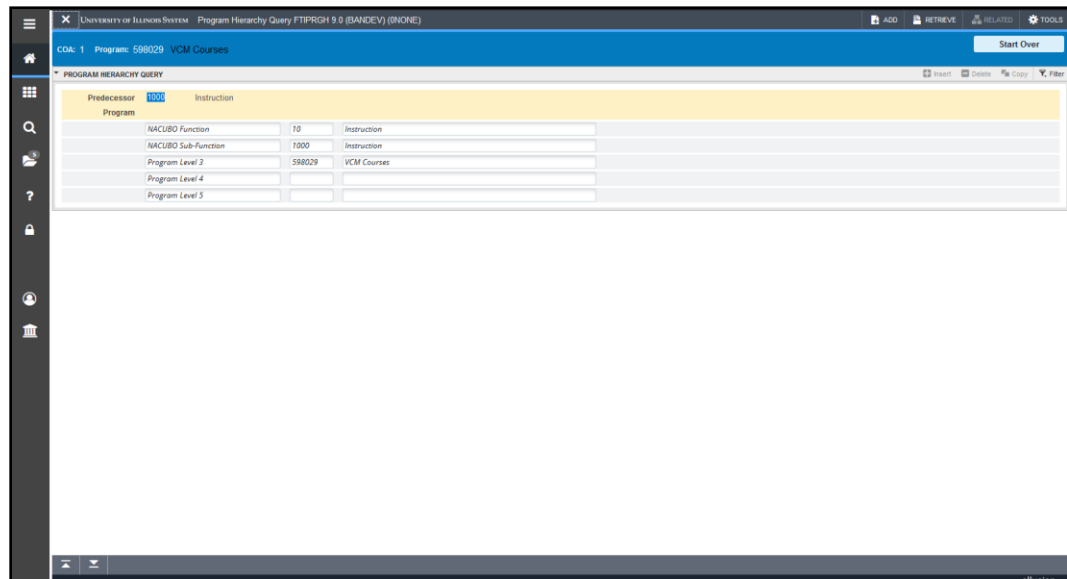 UNIVERSITY OF ILLINOIS SYSTEM Program Hierarchy Query FTIPRGH 9.0 (BANDEV) (0NONE) ADD RETRIEVE RELATED TOOLS
COA: 1 Program: 598029 VCM Courses Start Over
PROGRAM HIERARCHY QUERY Insert Delete Copy Filter
Predecessor 1000 Instruction
Program
NACUBO Function 10 Instruction
NACUBO Sub-Function 1000 Instruction
Program Level 3 598029 VCM Courses
Program Level 4
Program Level 5
5
?